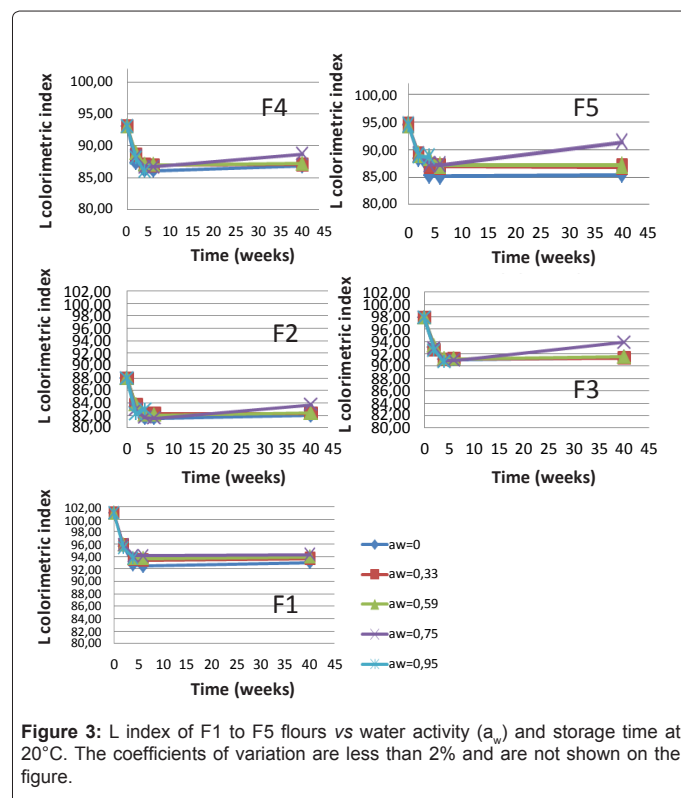 L colorimetric index
100,00
95,00
90,00
85,00
80,00
F4
0 5 10 15 20 25 30 35 40 45
Time (weeks)
L colorimetric index
100,00
95,00
90,00
85,00
80,00
F5
0 5 10 15 20 25 30 35 40 45
Time (weeks)
L colorimetric index
102,00
100,00
98,00
96,00
94,00
92,00
90,00
88,00
86,00
84,00
82,00
80,00
F2
0 5 10 15 20 25 30 35 40 45
Time (weeks)
L colorimetric index
102,00
100,00
98,00
96,00
94,00
92,00
90,00
88,00
86,00
84,00
82,00
80,00
F3
0 5 10 15 20 25 30 35 40 45
Time (weeks)
L colorimetric index
102,00
100,00
98,00
96,00
94,00
92,00
90,00
88,00
86,00
84,00
82,00
80,00
F1
0 5 10 15 20 25 30 35 40 45
Time (weeks)
aw=0
aw=0,33
aw=0,59
aw=0,75
aw=0,95
Figure 3: L index of F1 to F5 flours vs water activity (aw) and storage time at
20°C. The coefficients of variation are less than 2% and are not shown on the
figure.